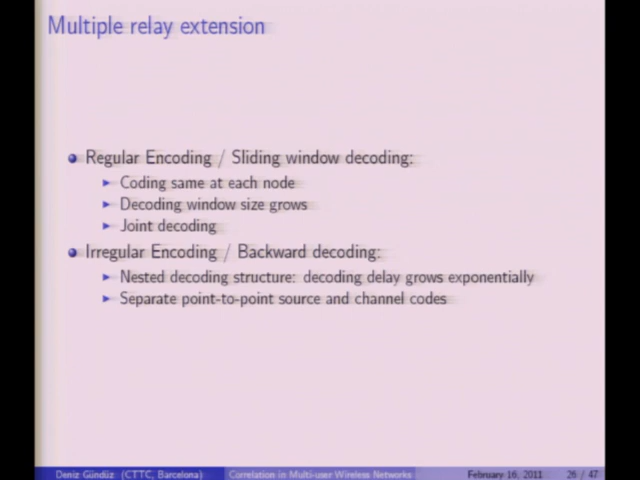 Multiple relay extension
Regular Encoding / Sliding window decoding:
Coding same at each node
Decoding window size grows
Joint decoding
Irregular Encoding / Backward decoding:
Nested decoding structure: decoding delay grows exponentially
Separate point-to-point source and channel codes
Deniz Gündüz (CTTC, Barcelona) Correlation in Multi-user Wireless Networks February 16, 2011 26 / 47